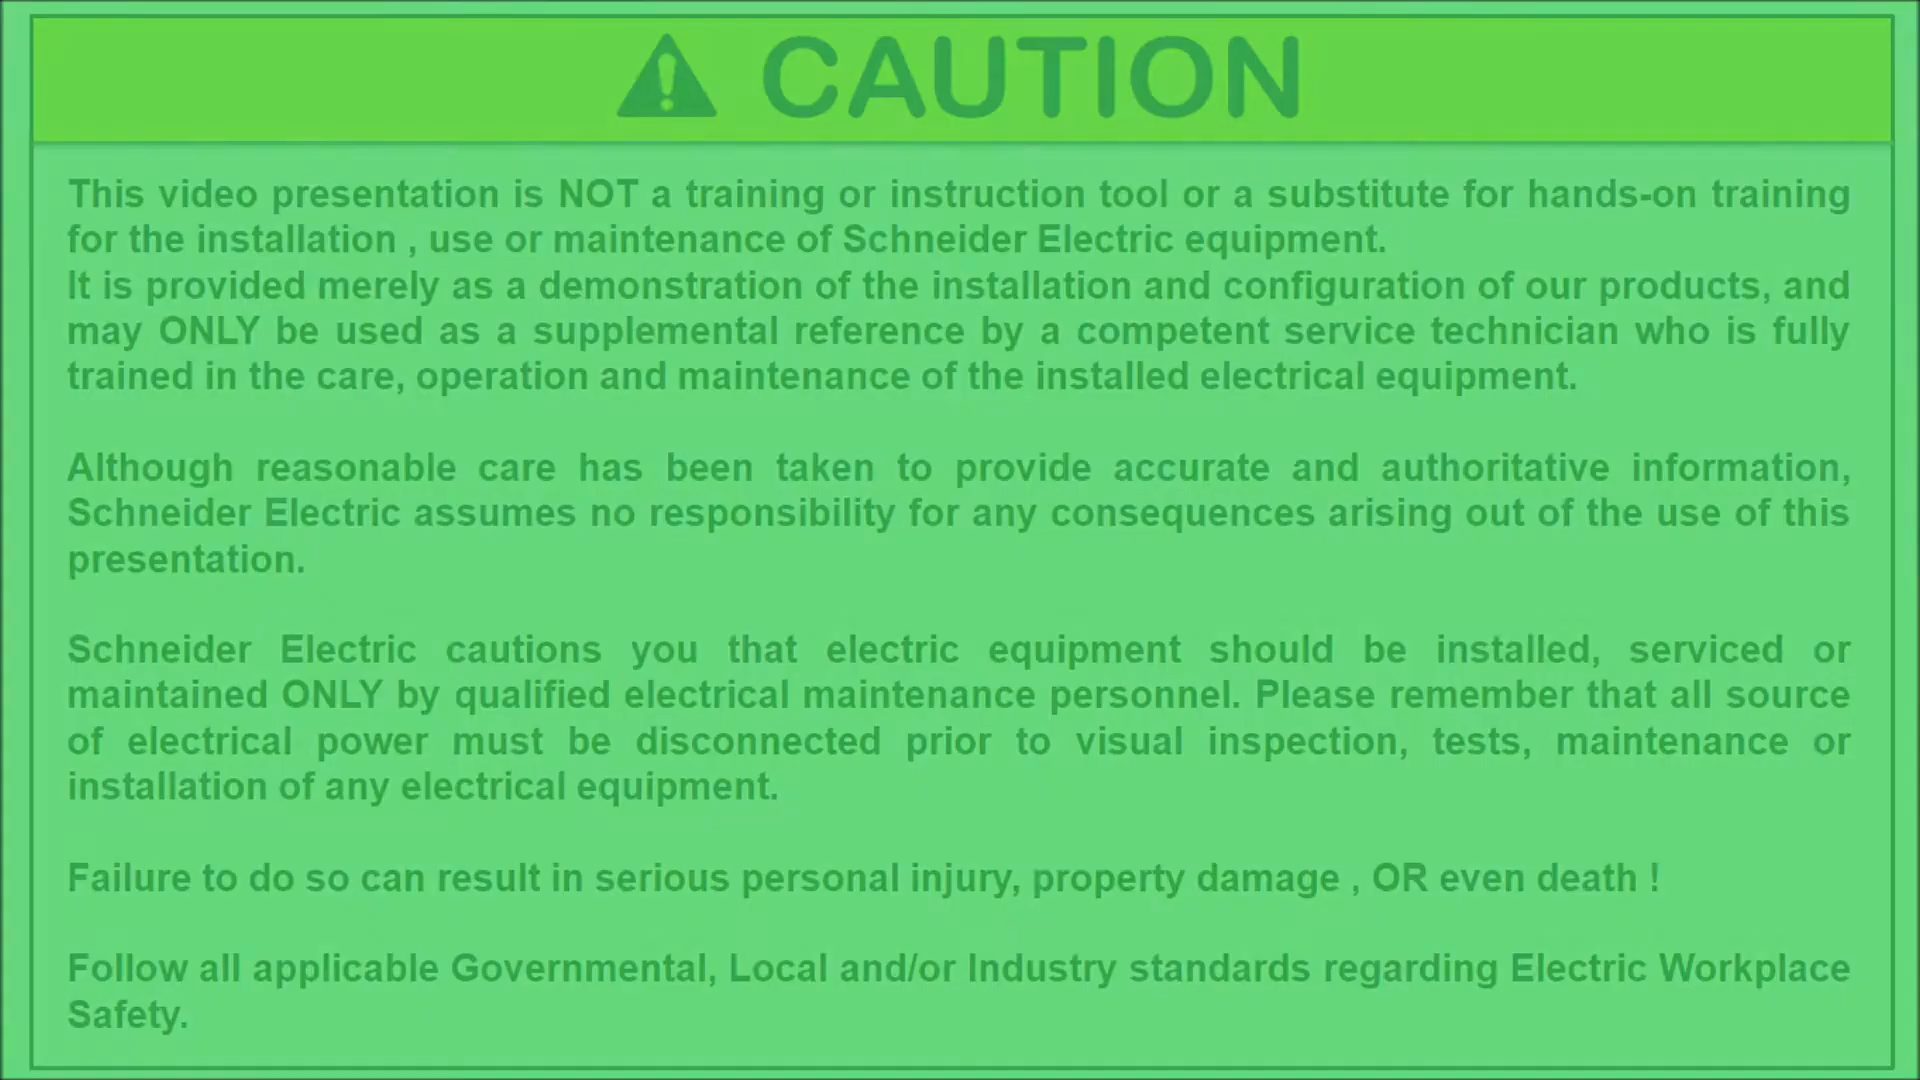 CAUTION
This video presentation is NOT a training or instruction tool or a substitute for hands-on training
for the installation , use or maintenance of Schneider Electric equipment.
It is provided merely as a demonstration of the installation and configuration of our products, and
may ONLY be used as a supplemental reference by a competent service technician who is fully
trained in the care, operation and maintenance of the installed electrical equipment.
Although reasonable care has been taken to provide accurate and authoritative information,
Schneider Electric assumes no responsibility for any consequences arising out of the use of this
presentation.
Schneider Electric cautions you that electric equipment should be installed, serviced or
maintained ONLY by qualified electrical maintenance personnel. Please remember that all source
of electrical power must be disconnected prior to visual inspection, tests, maintenance or
installation of any electrical equipment.
Failure to do so can result in serious personal injury, property damage , OR even death !
Follow all applicable Governmental, Local and/or Industry standards regarding Electric Workplace
Safety.